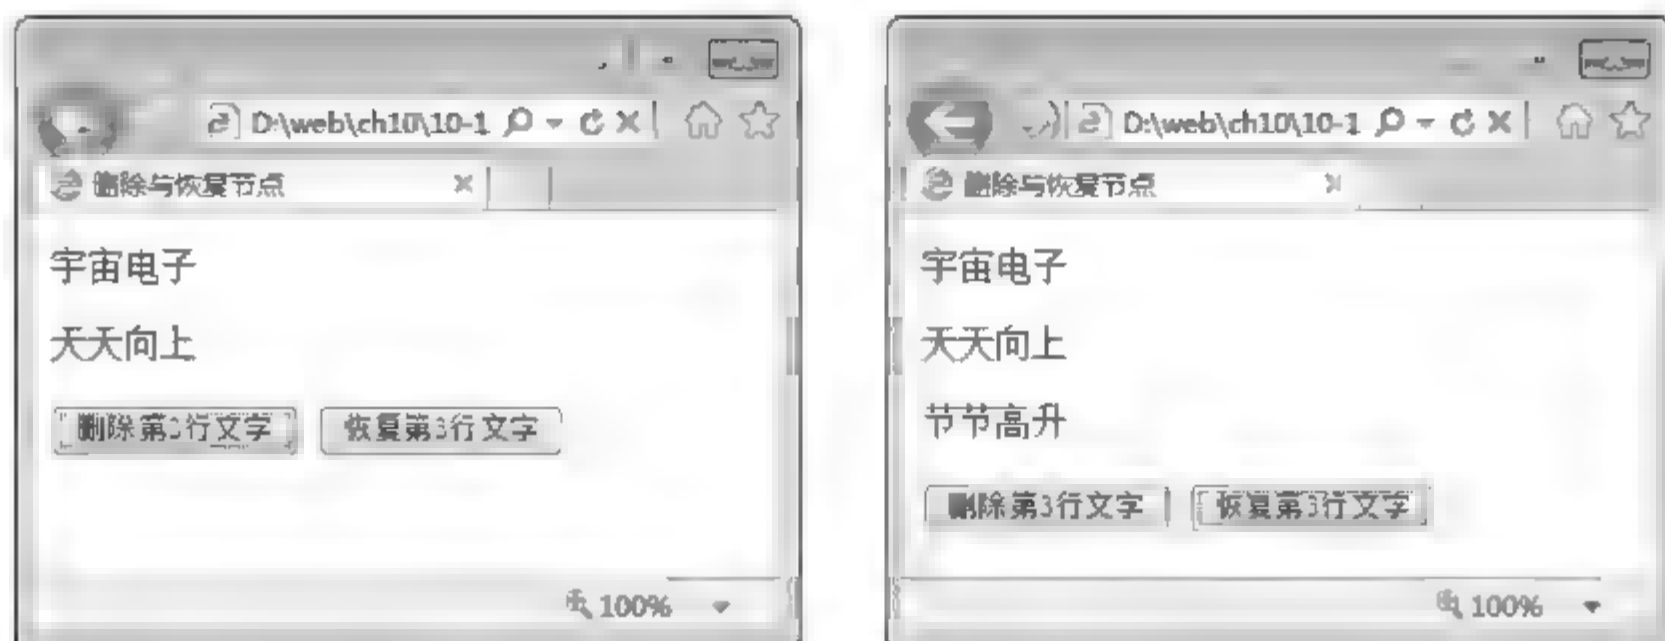 D:\web\ch10\10-1
删除与恢复节点
宇宙电子
天天向上
删除第3行文字 恢复第3行文字
100%
D:\web\ch10\10-1
删除与恢复节点
宇宙电子
天天向上
节节高升
删除第3行文字 恢复第3行文字
100%